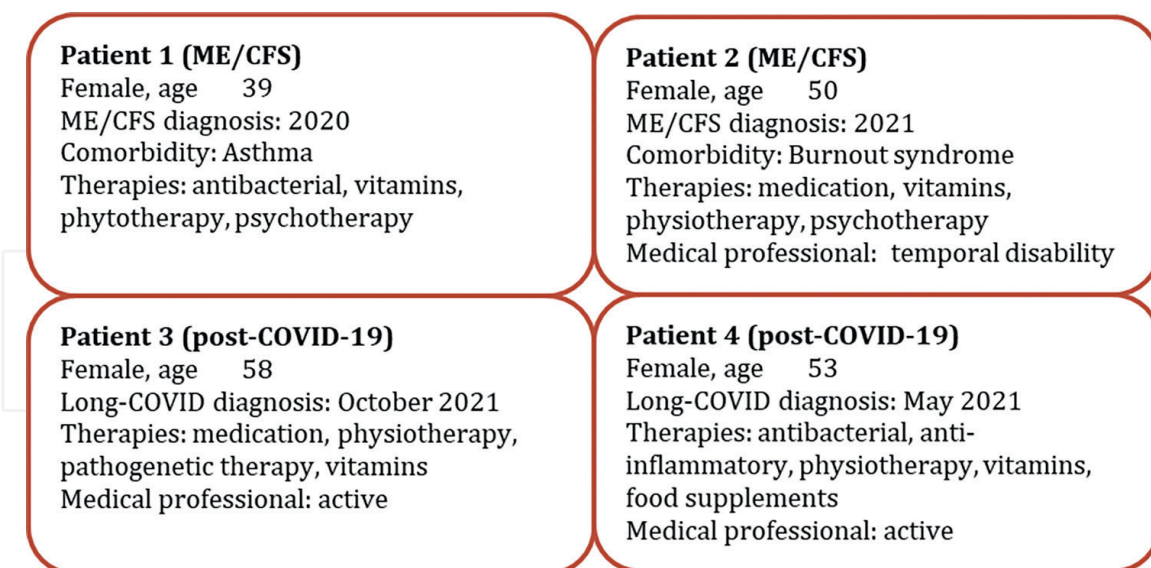 Patient 1 (ME/CFS)
Female, age 39
ME/CFS diagnosis: 2020
Comorbidity: Asthma
Therapies: antibacterial, vitamins,
phytotherapy, psychotherapy
Patient 2 (ME/CFS)
Female, age 50
ME/CFS diagnosis: 2021
Comorbidity: Burnout syndrome
Therapies: medication, vitamins,
physiotherapy, psychotherapy
Medical professional: temporal disability
Patient 3 (post-COVID-19)
Female, age 58
Long-COVID diagnosis: October 2021
Therapies: medication, physiotherapy,
pathogenetic therapy, vitamins
Medical professional: active
Patient 4 (post-COVID-19)
Female, age 53
Long-COVID diagnosis: May 2021
Therapies: antibacterial, anti-
inflammatory, physiotherapy, vitamins,
food supplements
Medical professional: active